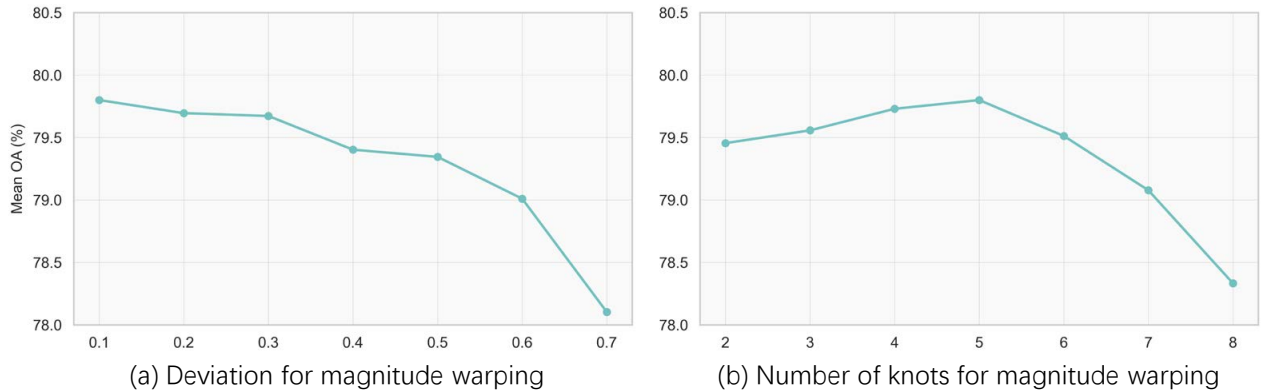 80.5
80.0
79.5
79.0
78.5
78.0
Mean OA (%)
0.1 0.2 0.3 0.4 0.5 0.6 0.7
(a) Deviation for magnitude warping
80.5
80.0
79.5
79.0
78.5
78.0
2 3 4 5 6 7 8
(b) Number of knots for magnitude warping